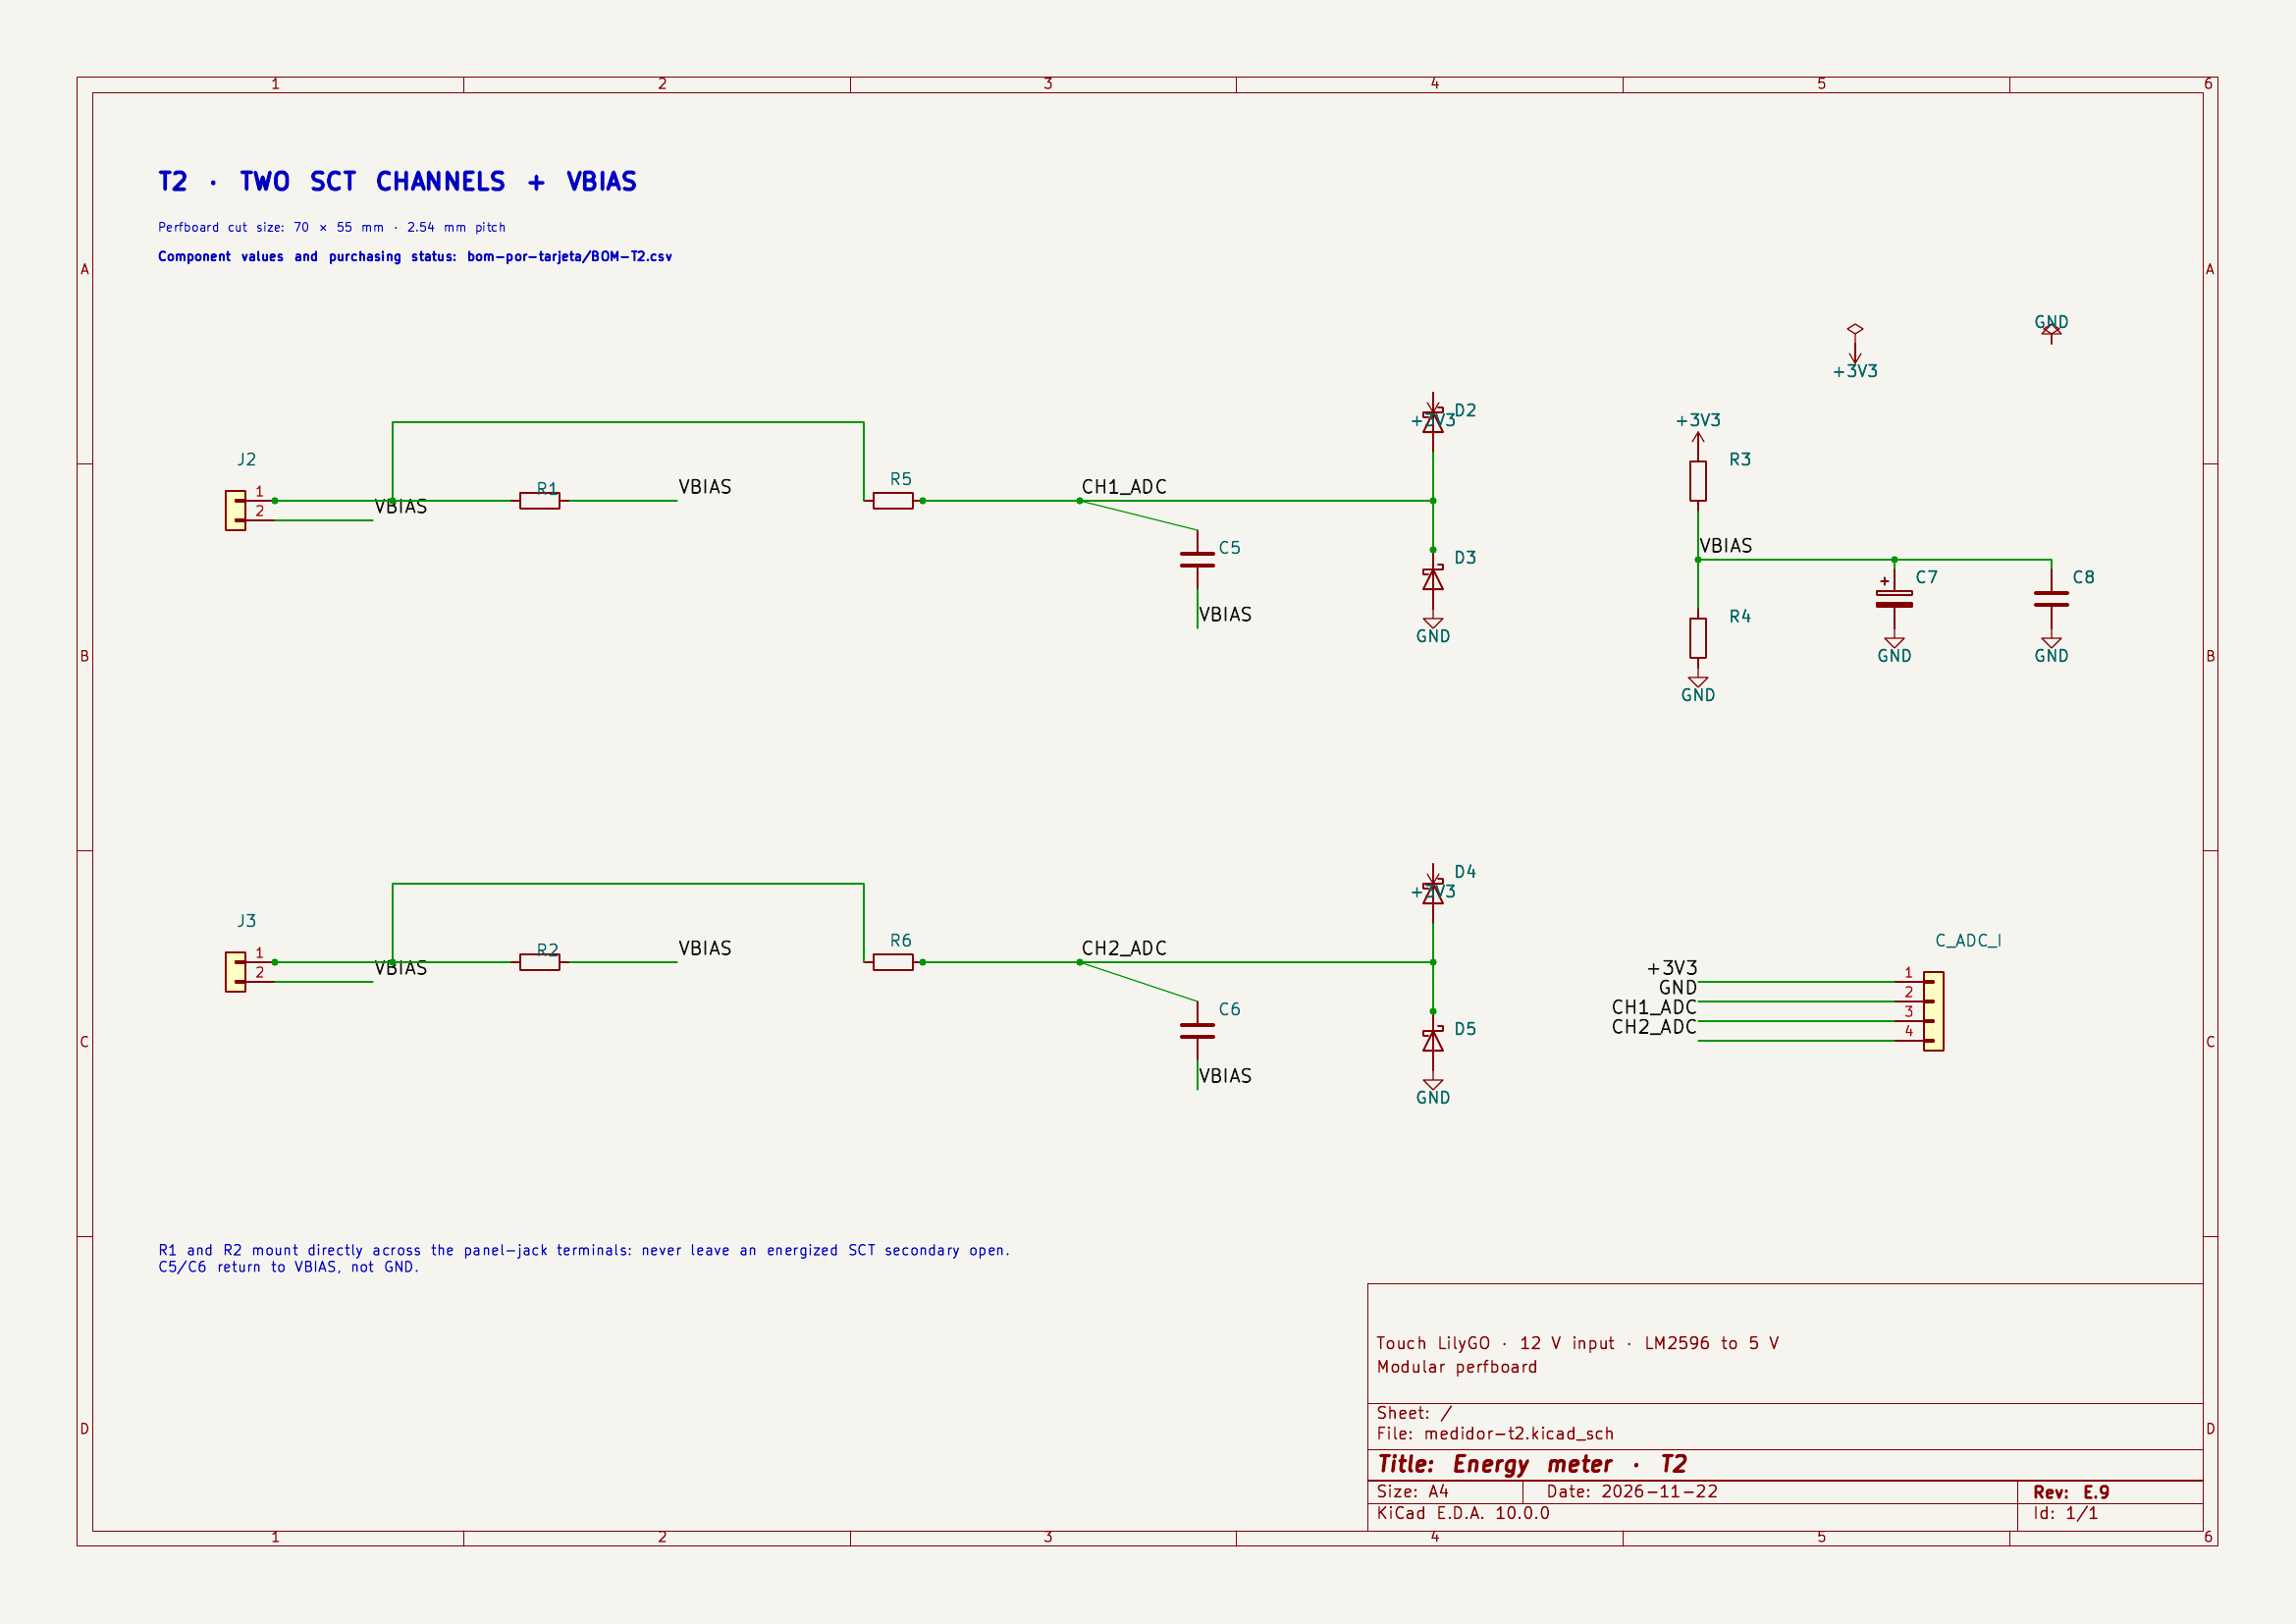 1 2 3 4 5 6
T2 · TWO SCT CHANNELS + VBIAS
Perfboard cut size: 70 × 55 mm · 2.54 mm pitch
Component values and purchasing status: bom-por-tarjeta/BOM-T2.csv
A A
GND
+3V3
D2
+3V3
+3V3
J2
R3
R5
R1
VBIAS
CH1_ADC
1
VBIAS
2
VBIAS
C5
D3
C7
C8
+
VBIAS
R4
GND
GND
GND
B B
GND
D4
+3V3
J3
R6
C_ADC_I
R2
VBIAS
CH2_ADC
1
VBIAS
2
+3V3
1
GND
2
CH1_ADC
3
CH2_ADC
4
C6
D5
C C
VBIAS
GND
R1 and R2 mount directly across the panel-jack terminals: never leave an energized SCT secondary open.
C5/C6 return to VBIAS, not GND.
Touch LilyGO · 12 V input · LM2596 to 5 V
Modular perfboard
Sheet: /
D D
File: medidor-t2.kicad_sch
Title: Energy meter · T2
Size: A4
Date: 2026-11-22
Rev: E.9
KiCad E.D.A. 10.0.0
Id: 1/1
1 2 3 4 5 6